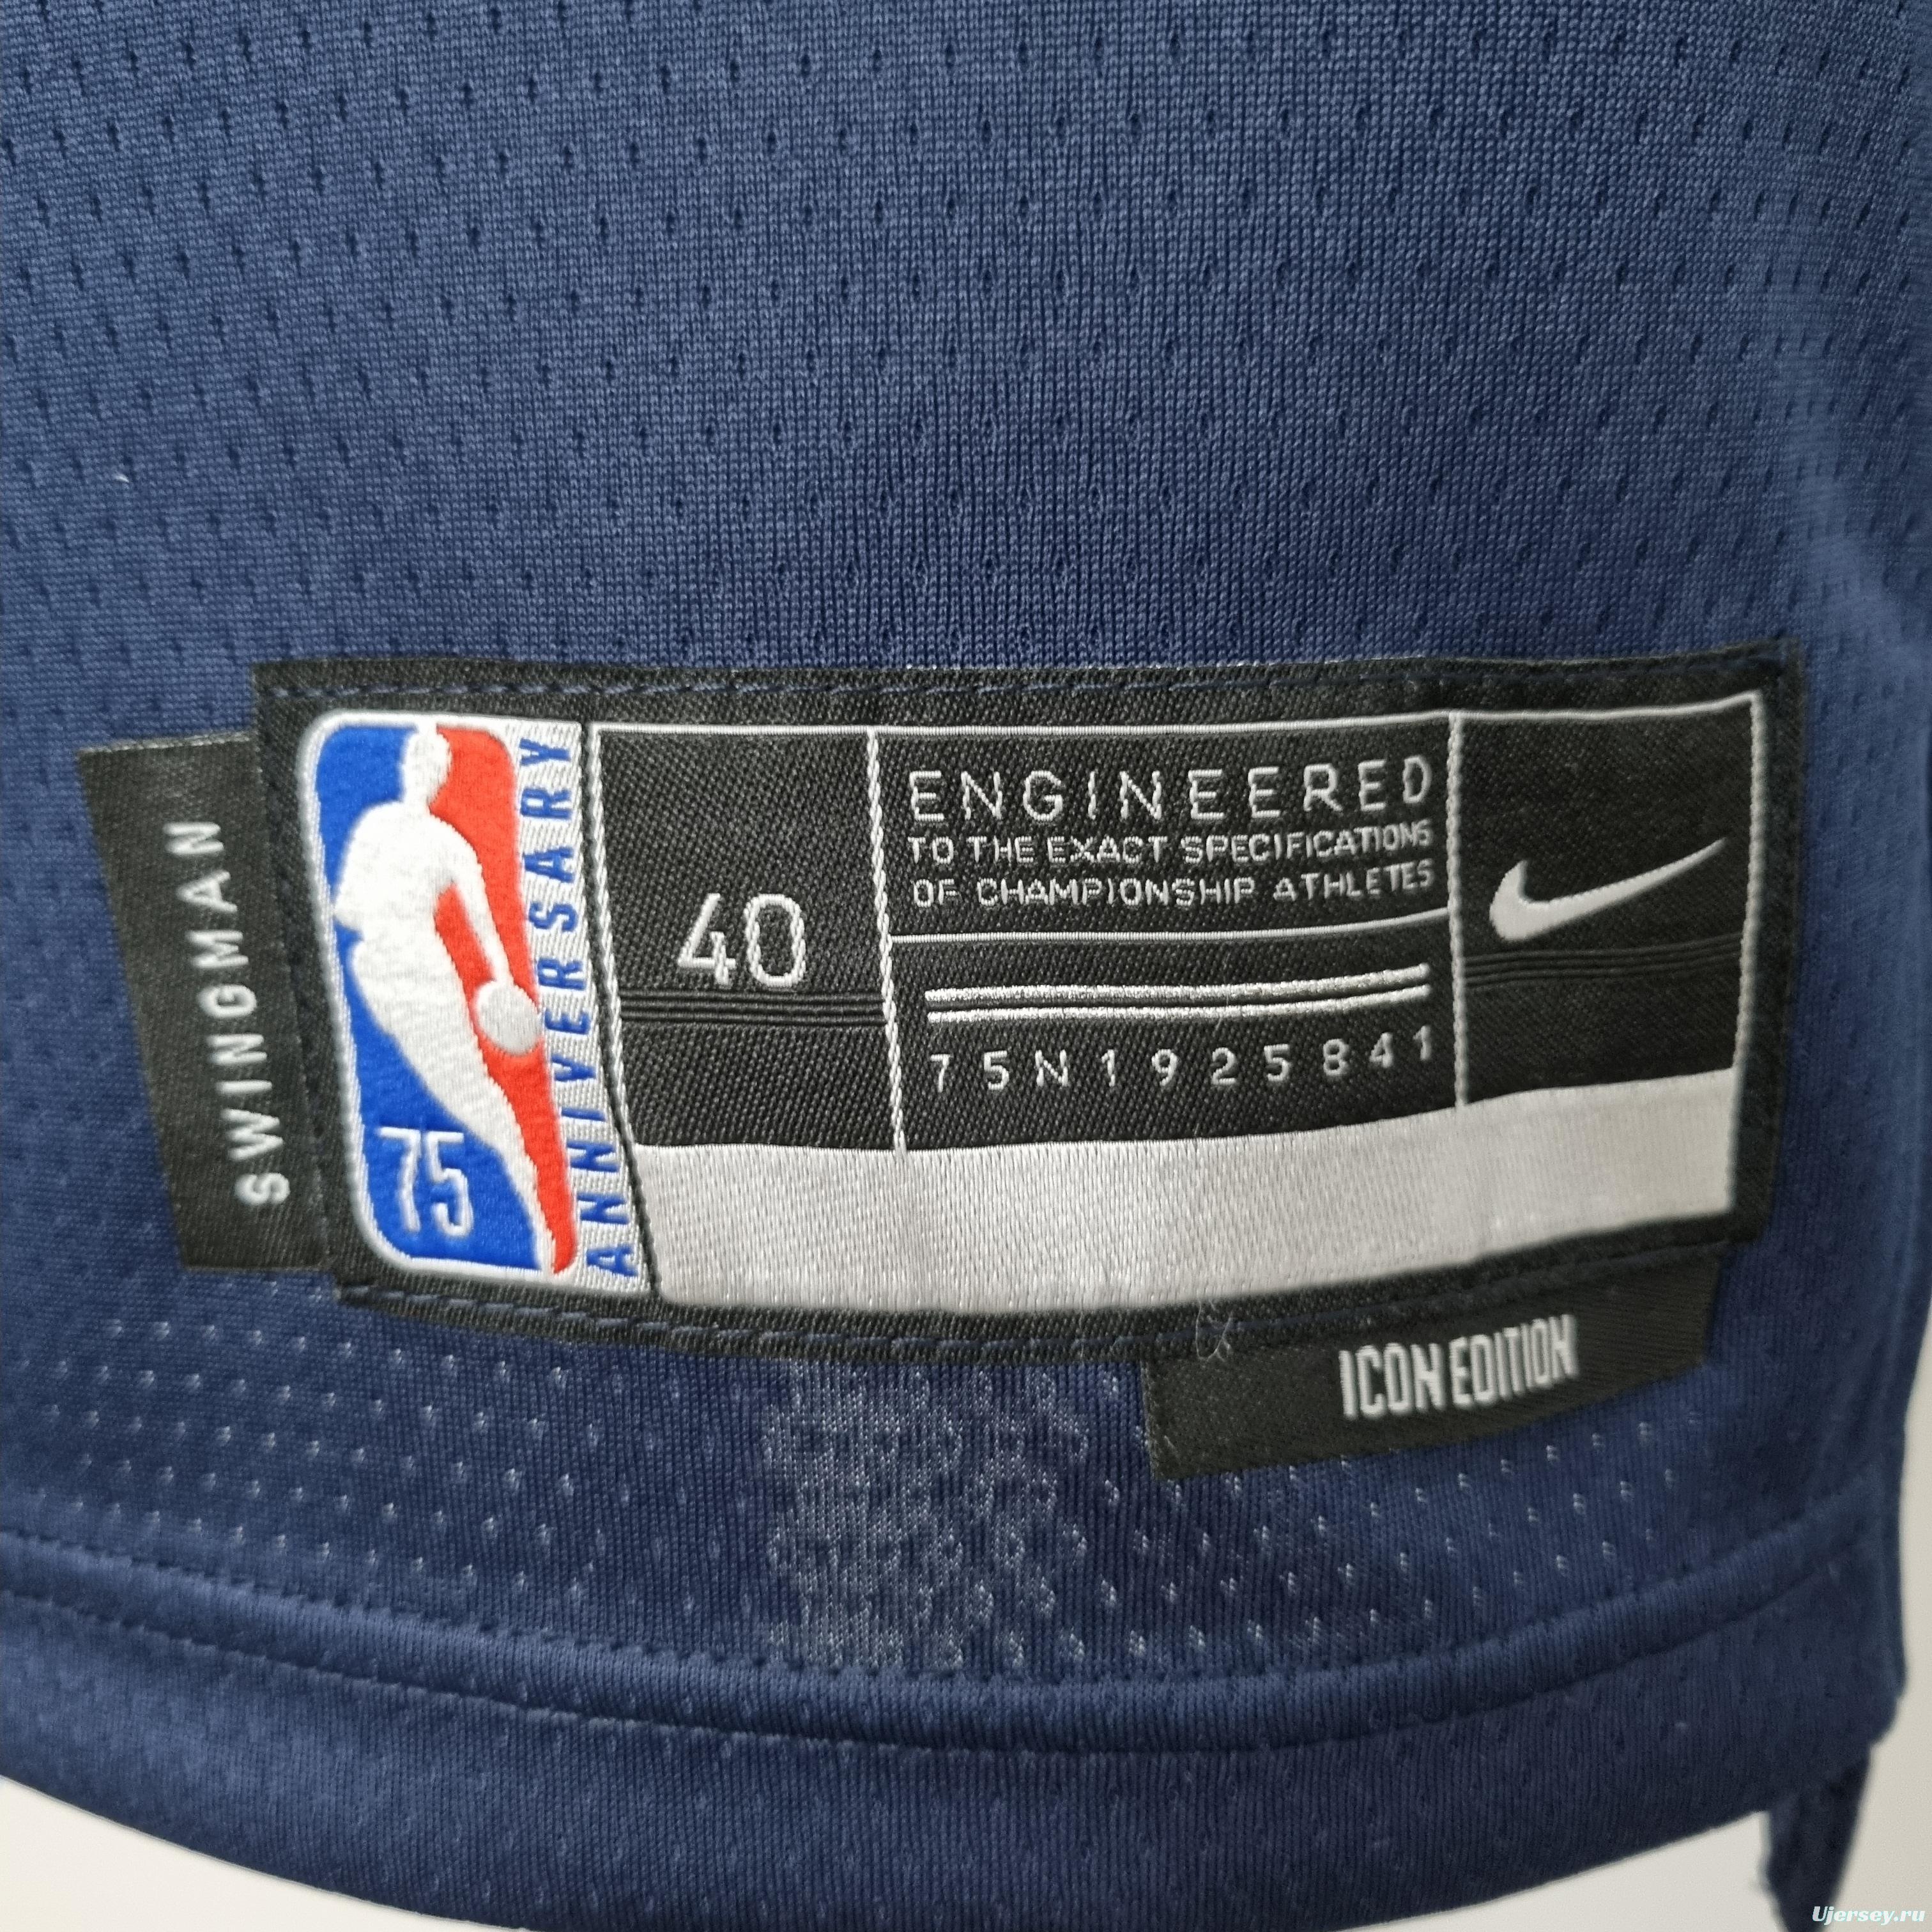 SWINGMAN
75
ANNIVERSARY
40
ENGINEERED
TO THE EXACT SPECIFICATIONS
OF CHAMPIONSHIP ATHLETES
75N1925841
ICON EDITION
Ujersey.ru